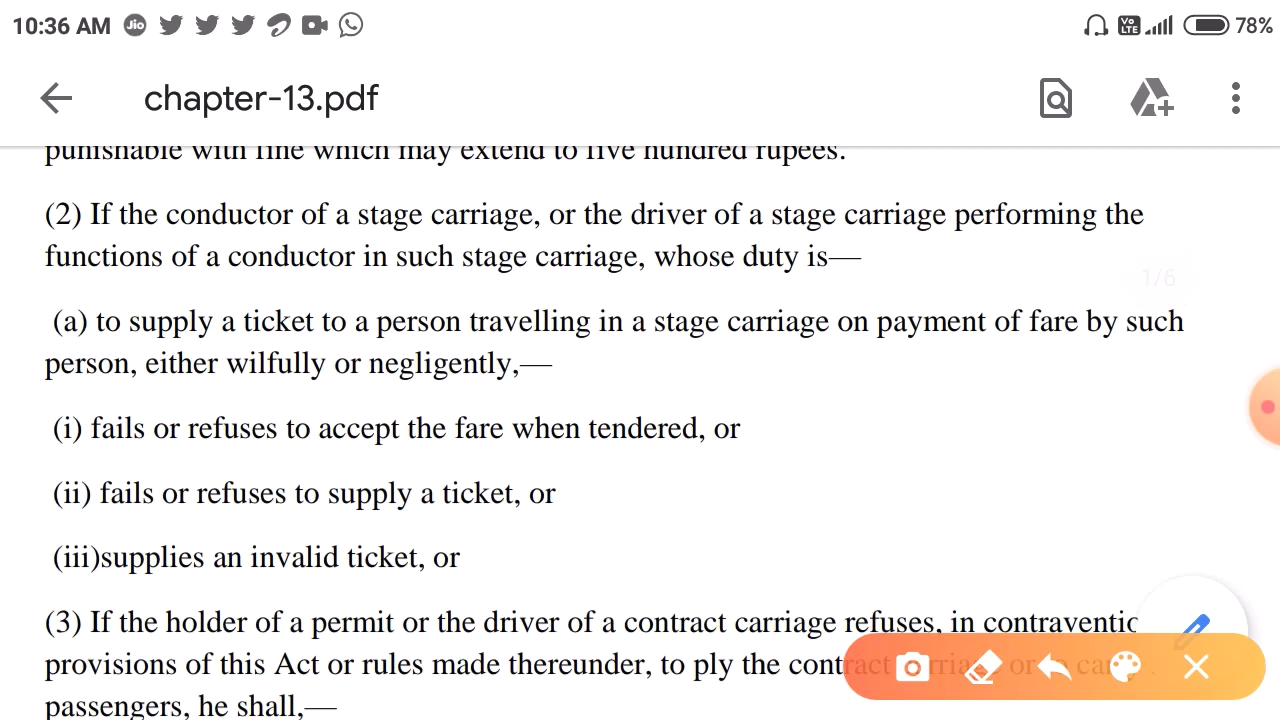 10:36 AM Jio Vo LTE 78%
chapter-13.pdf
punishable with fine which may extend to five hundred rupees.
(2) If the conductor of a stage carriage, or the driver of a stage carriage performing the
functions of a conductor in such stage carriage, whose duty is—
1/6
(a) to supply a ticket to a person travelling in a stage carriage on payment of fare by such
person, either wilfully or negligently,—
(i) fails or refuses to accept the fare when tendered, or
(ii) fails or refuses to supply a ticket, or
(iii)supplies an invalid ticket, or
(3) If the holder of a permit or the driver of a contract carriage refuses, in
provisions of this Act or rules made thereunder, to ply the contract
passengers, he shall,—